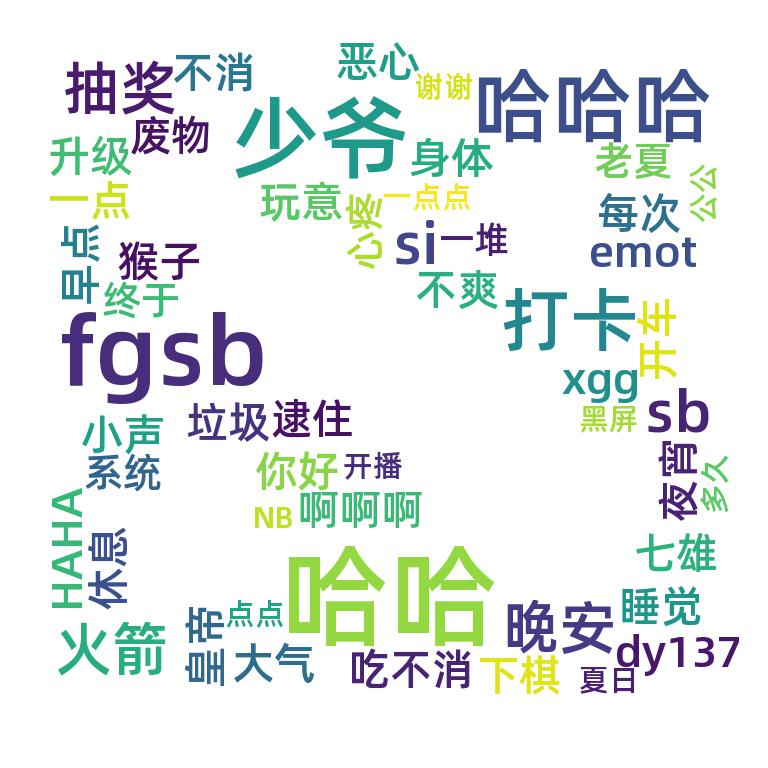 恶心
不消
抽奖
谢谢
哈哈哈
少爷
废物
升级
身体
老夏
一点
玩意
一点点
公公
心疼
每次
早点
猴子
si
一堆
emot
不爽
终于
打卡
开车
fgsb
xgg
sb
垃圾
逮住
黑屏
小声
系统
你好
开播
夜宵
多久
NB
啊啊啊
HAHA
休息
哈哈
七雄
火箭
皇帝
点点
大气
晚安
睡觉
吃不消
下棋
夏日
dy137